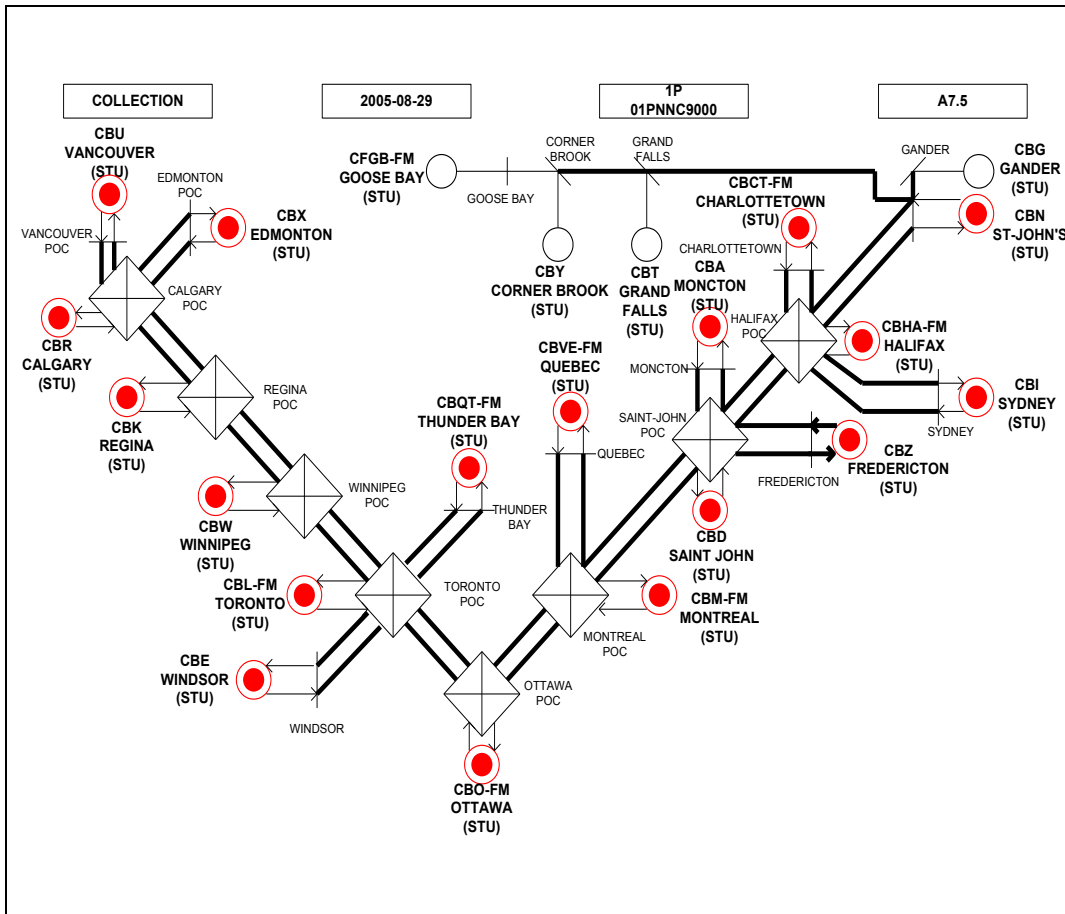 COLLECTION
2005-08-29
1P
01PNNC9000
A7.5
CBU
VANCOUVER
(STU)
EDMONTON
POC
CBX
EDMONTON
(STU)
VANCOUVER
POC
CALGARY
POC
CBR
CALGARY
(STU)
CFGB-FM
GOOSE BAY
(STU)
GOOSE BAY
CORNER
BROOK
GRAND
FALLS
GANDER
CBG
GANDER
(STU)
CBN
ST-JOHN'S
(STU)
CBCT-FM
CHARLOTTETOWN
(STU)
CHARLOTTETOWN
CBY
CORNER BROOK
(STU)
CBT
GRAND
FALLS
(STU)
CBA
MONCTON
(STU)
HALIFAX
POC
CBHA-FM
HALIFAX
(STU)
CBI
SYDNEY
(STU)
SYDNEY
MONCTON
CBVE-FM
QUEBEC
(STU)
QUEBEC
SAINT-JOHN
POC
CBZ
FREDERICTON
(STU)
FREDERICTON
CBK
REGINA
(STU)
REGINA
POC
CBQT-FM
THUNDER BAY
(STU)
THUNDER
BAY
CBW
WINNIPEG
(STU)
WINNIPEG
POC
CBD
SAINT JOHN
(STU)
CBL-FM
TORONTO
(STU)
TORONTO
POC
CBM-FM
MONTREAL
(STU)
MONTREAL
POC
CBE
WINDSOR
(STU)
WINDSOR
OTTAWA
POC
CBO-FM
OTTAWA
(STU)